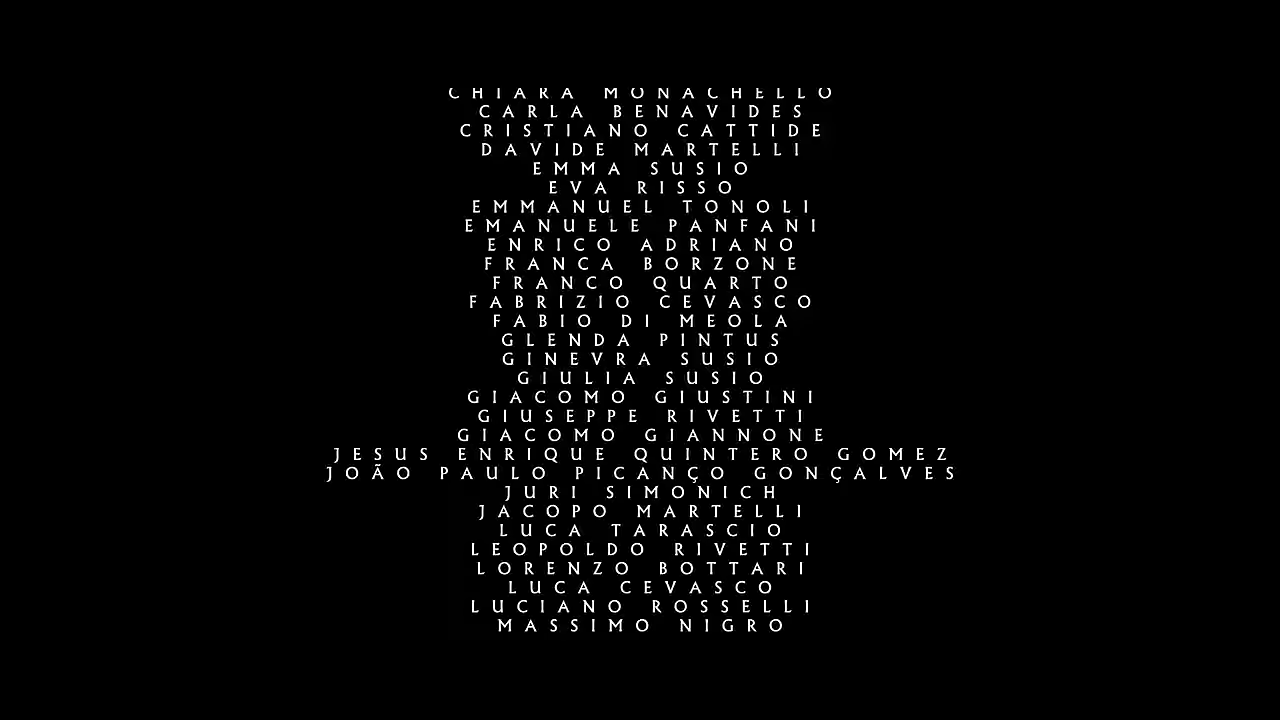 CHIARA MONACHELLO
CARLA BENAVIDES
CRISTIANO CATTIDE
DAVIDE MARTELLI
EMMA SUSIO
EVA RISSO
EMMANUEL TONOLI
EMANUELE PANFANI
ENRICO ADRIANO
FRANCA BORZONE
FRANCO QUARTO
FABRIZIO CEVASCO
FABIO DI MEOLA
GLENDA PINTUS
GINEVRA SUSIO
GIULIA SUSIO
GIACOMO GIUSTINI
GIUSEPPE RIVETTI
GIACOMO GIANNONE
JESUS ENRIQUE QUINTERO GOMEZ
JOÃO PAULO PICANÇO GONÇALVES
JURI SIMONICH
JACOPO MARTELLI
LUCA TARASCIO
LEOPOLDO RIVETTI
LORENZO BOTTARI
LUCA CEVASCO
LUCIANO ROSSELLI
MASSIMO NIGRO